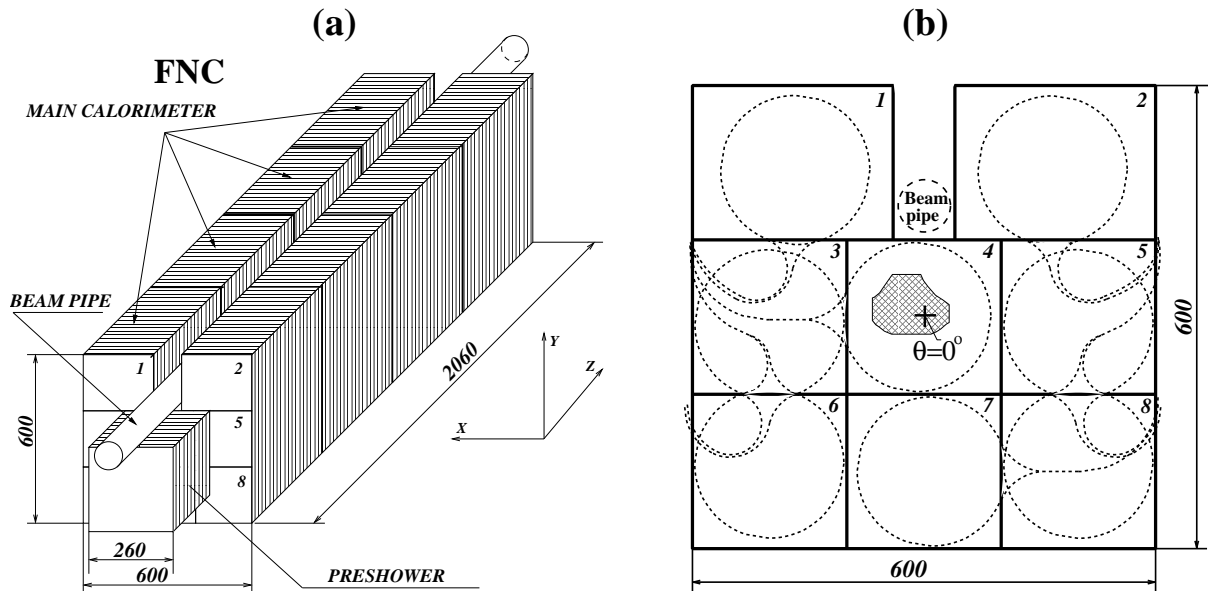 (a)
(b)
FNC
MAIN CALORIMETER
BEAM PIPE
1
2
5
8
600
2060
Y
Z
X
260
600
PRESHOWER
1
2
Beam
pipe
3
4
5
θ=0°
600
6
7
8
600